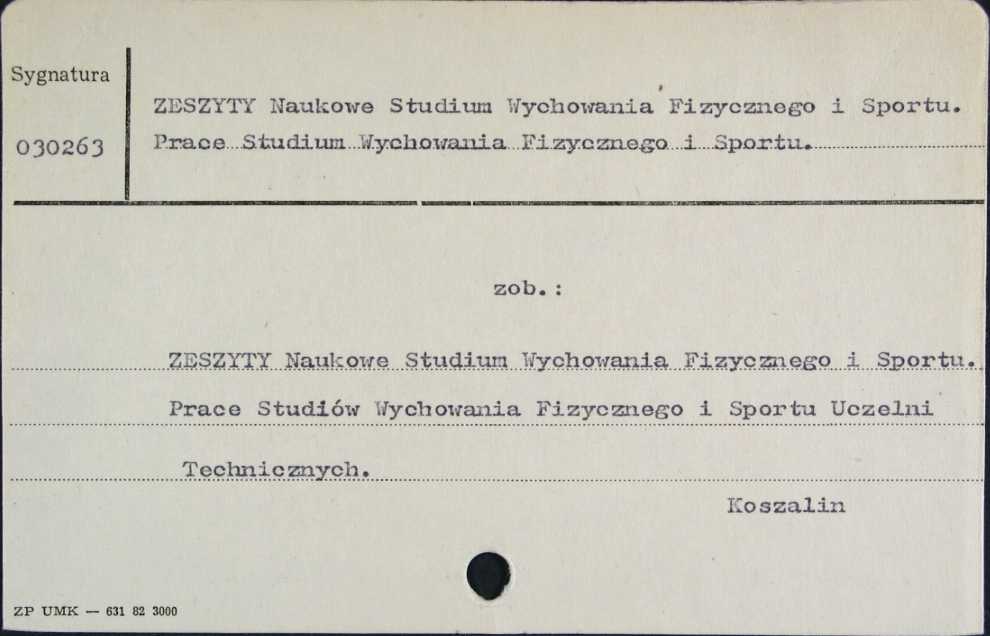 Sygnatura
030263
ZESZYTY Naukowe Studium Wychowania Fizycznego i Sportu.
Prace Studium Wychowania Fizycznego i Sportu.
zob.:
ZESZYTY Naukowe Studium Wychowania Fizycznego i Sportu.
Prace Studiów Wychowania Fizycznego i Sportu Uczelni
Technicznych.
Koszalin
ZP UMK — 631 82 3000